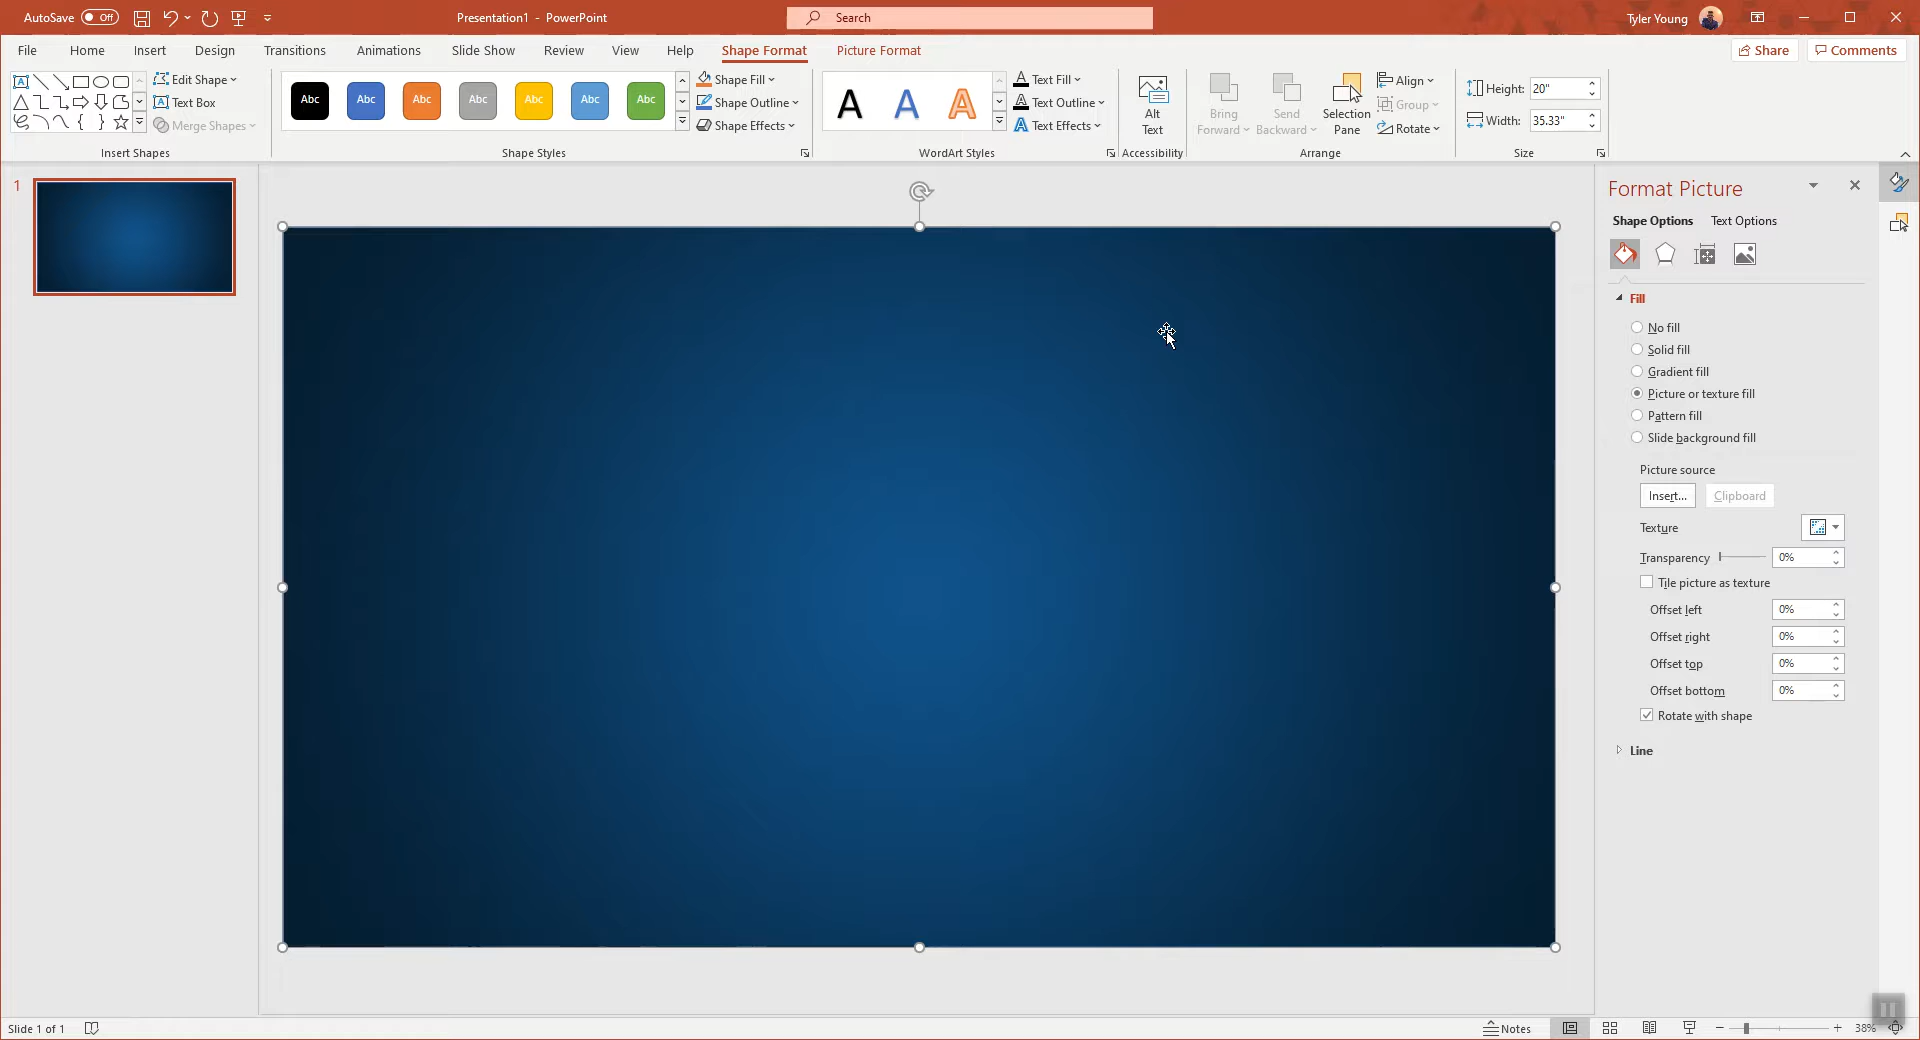 AutoSave Off Presentation1 - PowerPoint Search Tyler Young
File Home Insert Design Transitions Animations Slide Show Review View Help Shape Format Picture Format Share Comments
Edit Shape
Text Box
Merge Shapes
Insert Shapes
Abc Abc Abc Abc Abc Abc Abc
Shape Fill
Shape Outline
Shape Effects
Shape Styles
A A A
Text Fill
Text Outline
Text Effects
WordArt Styles
Alt
Text
Accessibility
Bring
Forward
Send
Backward
Selection
Pane
Align
Group
Rotate
Arrange
Height: 20"
Width: 35.33"
Size
1
Format Picture
Shape Options Text Options
Fill
No fill
Solid fill
Gradient fill
Picture or texture fill
Pattern fill
Slide background fill
Picture source
Insert... Clipboard
Texture
Transparency 0%
Tile picture as texture
Offset left 0%
Offset right 0%
Offset top 0%
Offset bottom 0%
Rotate with shape
Line
Slide 1 of 1 Notes 38%